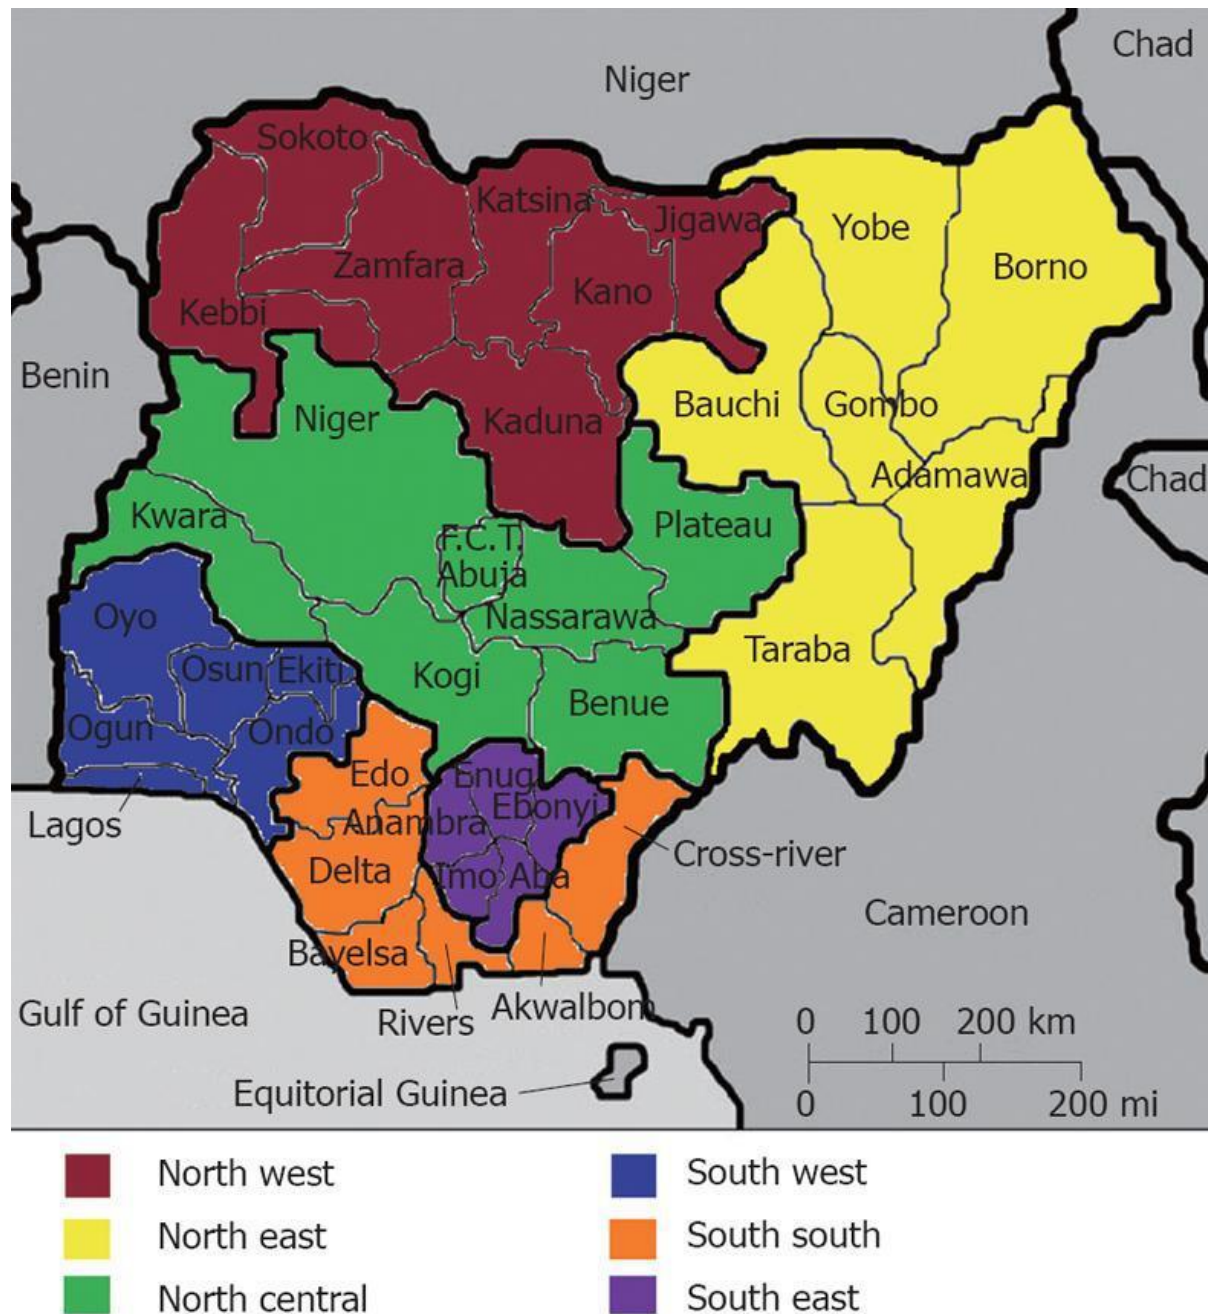 Chad
Niger
Sokoto
Katsina
Jigawa
Yobe
Zamfara
Borno
Kano
Kebbi
Benin
Bauchi
Gombo
Niger
Kaduna
Adamawa
Chad
Kwara
Plateau
F.C.T.
Abuja
Nassarawa
Oyo
Taraba
Osun
Ekiti
Kogi
Benue
Ogun
Ondo
Edo
Enug
Ebonyi
Lagos
Anambra
Cross-river
Delta
Imo
Aba
Cameroon
Bayelsa
Gulf of Guinea
Rivers
Akwalbom
0 100 200 km
Equitorial Guinea
0 100 200 mi
North west
South west
North east
South south
North central
South east